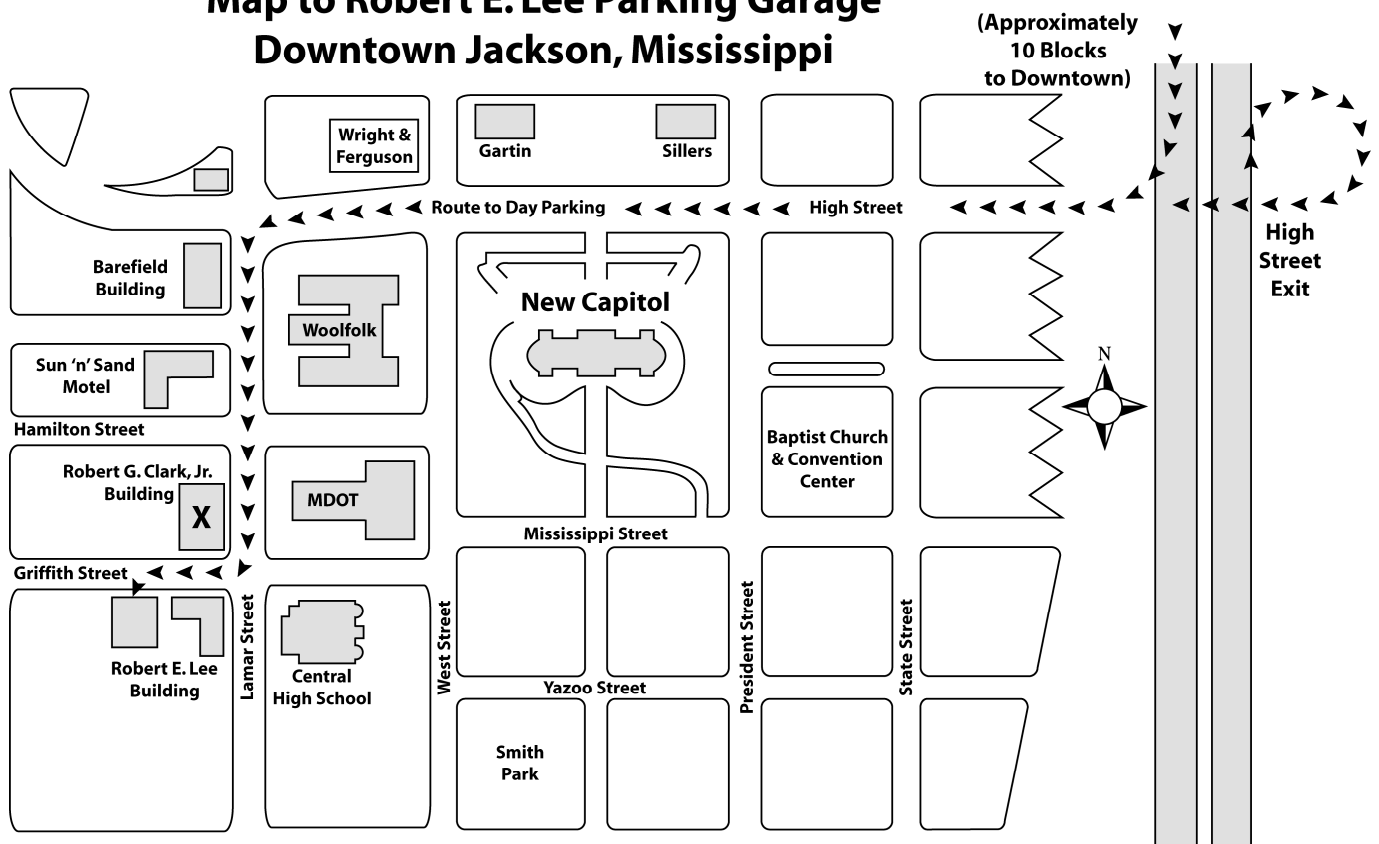 Map to Robert E. Lee Parking Garage
Downtown Jackson, Mississippi
(Approximately
10 Blocks
to Downtown)
Wright &
Ferguson
Gartin
Sillers
Route to Day Parking
High Street
High
Street
Exit
Barefield
Building
Woolfolk
New Capitol
Sun ‘n’ Sand
Motel
N
Hamilton Street
Baptist Church
& Convention
Center
Robert G. Clark, Jr.
Building
X
MDOT
Mississippi Street
Griffith Street
Lamar Street
West Street
President Street
State Street
Robert E. Lee
Building
Central
High School
Yazoo Street
Smith
Park